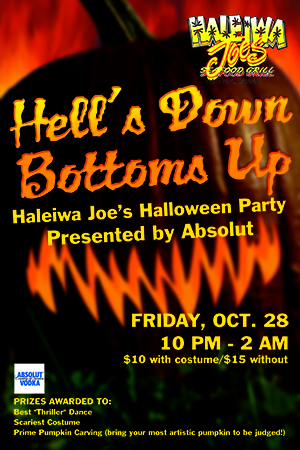 HALEIWA
JOE'S
SEAFOOD GRILL
Hell's Down
Bottoms Up
Haleiwa Joe's Halloween Party
Presented by Absolut
FRIDAY, OCT. 28
10 PM - 2 AM
$10 with costume/$15 without
ABSOLUT
VODKA
PRIZES AWARDED TO:
Best "Thriller" Dance
Scariest Costume
Prime Pumpkin Carving (bring your most artistic pumpkin to be judged!)